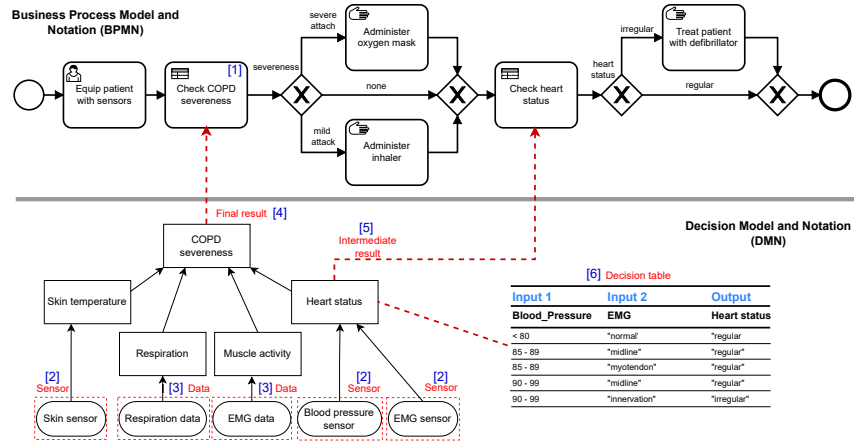 Business Process Model and
Notation (BPMN)
Equip patient
with sensors
[1]
Check COPD
severeness
severeness
severe
attach
Administer
oxygen mask
none
mild
attack
Administer
inhaler
Check heart
status
heart
status
irregular
Treat patient
with defibrillator
regular
Final result [4]
[5]
Intermediate
result
Decision Model and Notation
(DMN)
COPD
severeness
Skin temperature
Heart status
Respiration
Muscle activity
[2]
Sensor
[3] Data
[3] Data
[2]
Sensor
[2]
Sensor
Skin sensor
Respiration data
EMG data
Blood pressure
sensor
EMG sensor
[6] Decision table
Input 1 Input 2 Output
Blood_Pressure EMG Heart status
< 80 "normal' "regular
85 - 89 "midline" "regular"
85 - 89 "myotendon" "regular"
90 - 99 "midline" "regular"
90 - 99 "innervation" "irregular"